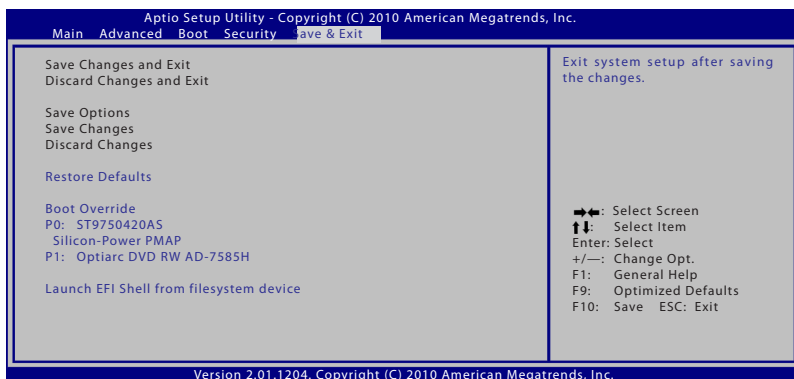 Aptio Setup Utility - Copyright (C) 2010 American Megatrends, Inc.
Main Advanced Boot Security Save & Exit
Save Changes and Exit
Discard Changes and Exit
Save Options
Save Changes
Discard Changes
Restore Defaults
Boot Override
P0: ST9750420AS
Silicon-Power PMAP
P1: Optiarc DVD RW AD-7585H
Launch EFI Shell from filesystem device
Exit system setup after saving
the changes.
→←: Select Screen
↑↓: Select Item
Enter: Select
+/—: Change Opt.
F1: General Help
F9: Optimized Defaults
F10: Save ESC: Exit
Version 2.01.1204. Copyright (C) 2010 American Megatrends, Inc.